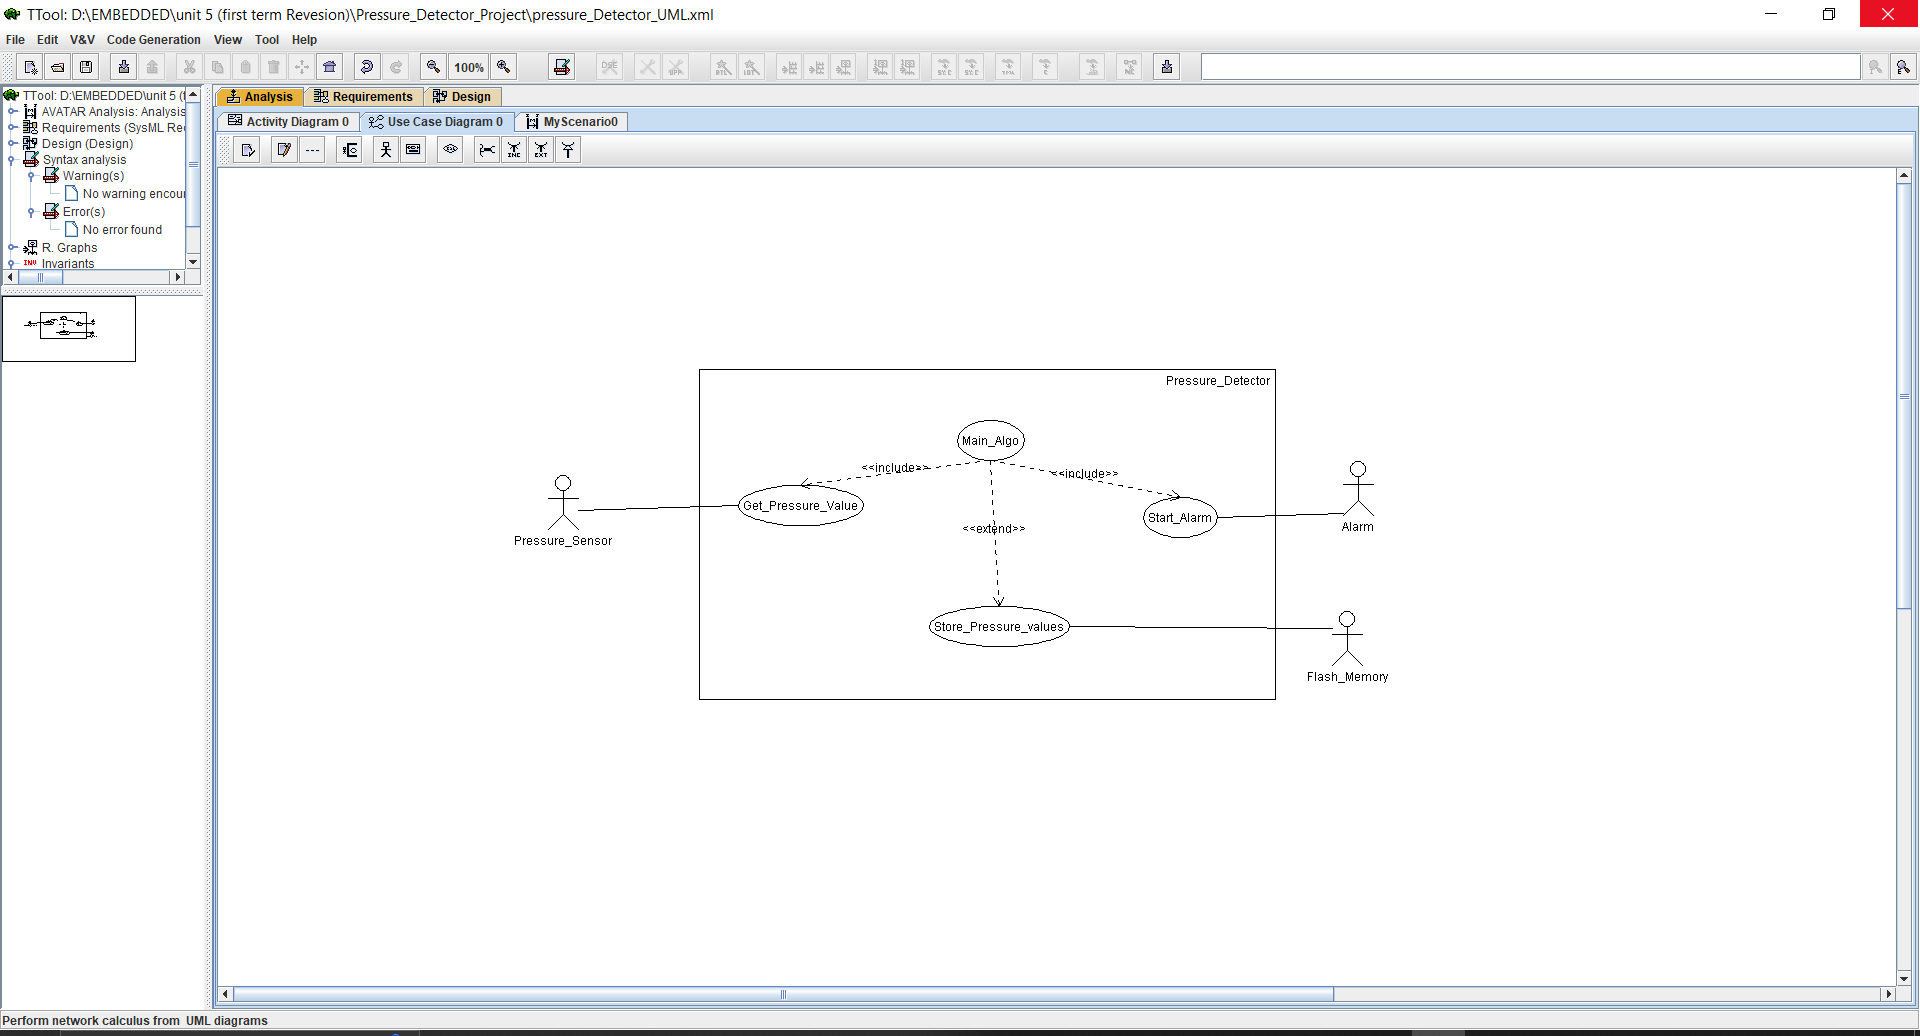 TTool: D:\EMBEDDED\unit 5 (first term Revesion)\Pressure_Detector_Project\pressure_Detector_UML.xml
File Edit V&V Code Generation View Tool Help
100%
TTool: D:\EMBEDDED\unit 5 (
AVATAR Analysis: Analysis
Requirements (SysML Re
Design (Design)
Syntax analysis
Warning(s)
No warning encou
Error(s)
No error found
R. Graphs
INV Invariants
Analysis Requirements Design
Activity Diagram 0 Use Case Diagram 0 MyScenario0
INC EXT
Pressure_Detector
Main_Algo
<<include>> <<include>>
Get_Pressure_Value
Start_Alarm
Alarm
<<extend>>
Pressure_Sensor
Store_Pressure_values
Flash_Memory
Perform network calculus from  UML diagrams